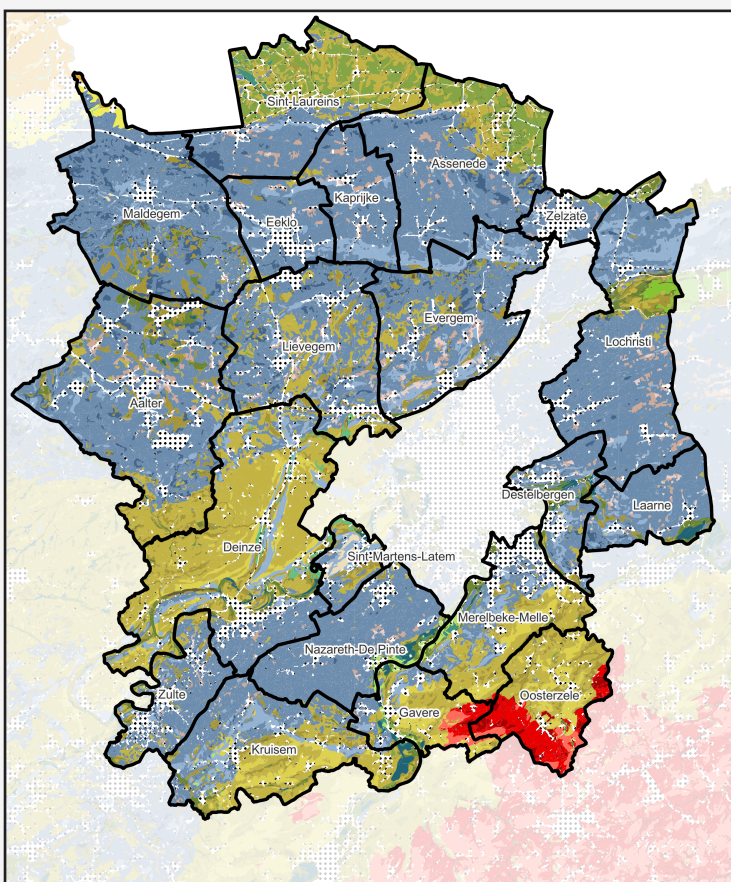 Sint-Laureins
Assenede
Kaprijke
Maldegem
Eeklo
Zelzate
Evergem
Lievegem
Lochristi
Aalter
Destelbergen
Laarne
Deinze
Sint-Martens-Latem
Merelbeke-Melle
Nazareth-De Pinte
Zulte
Oosterzele
Gavere
Kruisem